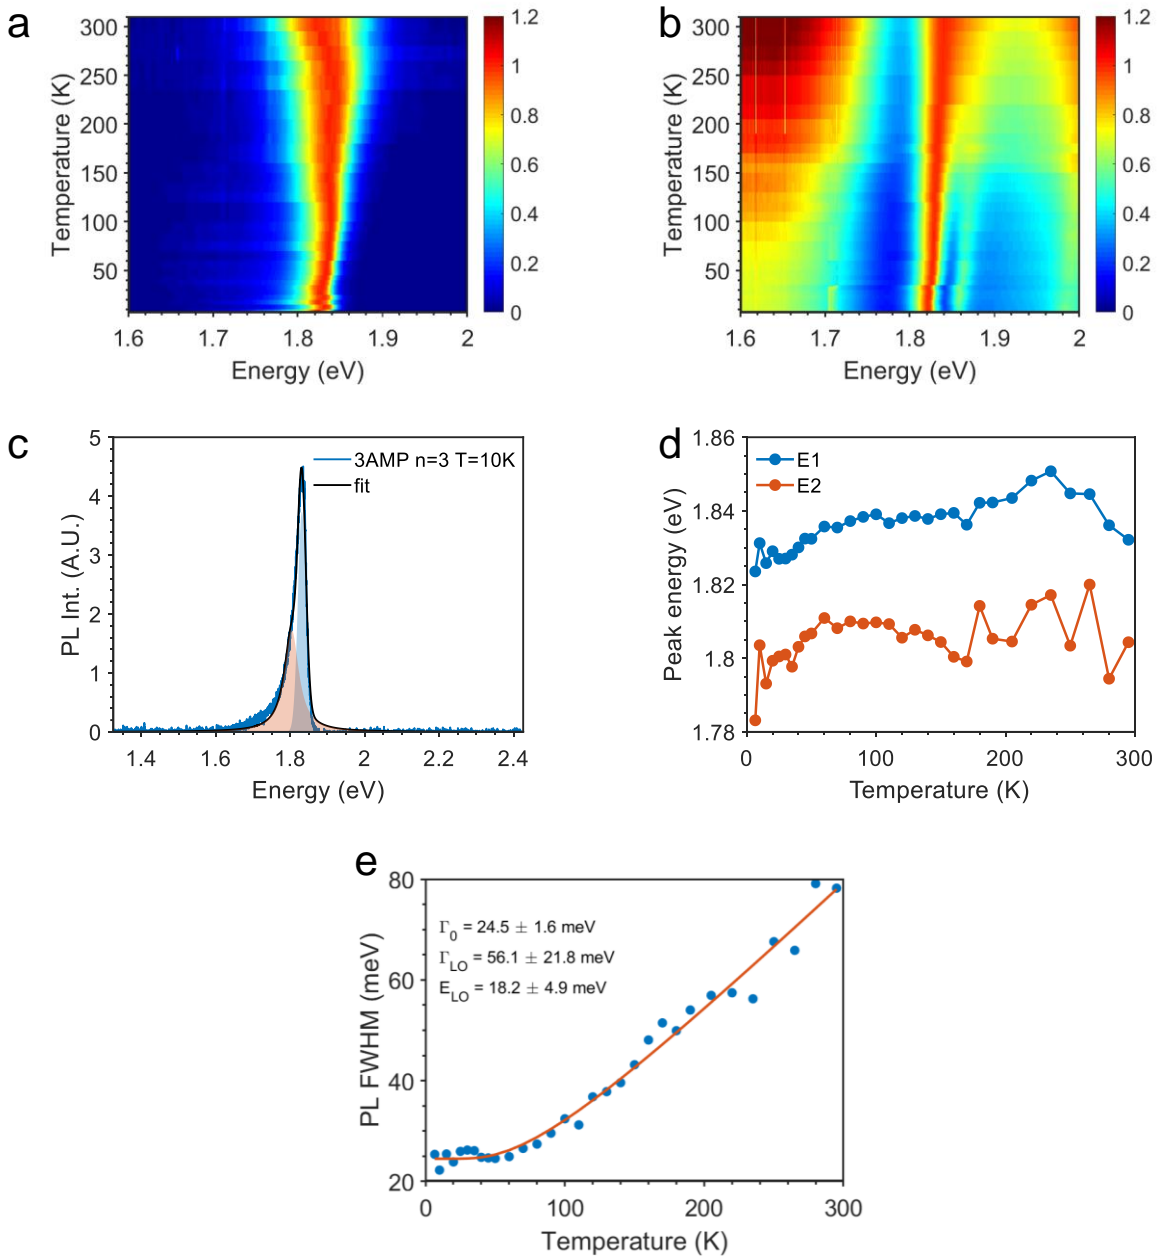 a
300
250
200
150
100
50
Temperature (K)
1.6
1.7
1.8
1.9
2
Energy (eV)
1.2
1
0.8
0.6
0.4
0.2
0
b
300
250
200
150
100
50
Temperature (K)
1.6
1.7
1.8
1.9
2
Energy (eV)
1.2
1
0.8
0.6
0.4
0.2
0
c
5
4
3
2
1
0
PL Int. (A.U.)
3AMP n=3 T=10K
fit
1.4
1.6
1.8
2
2.2
2.4
Energy (eV)
d
1.86
1.84
1.82
1.8
1.78
Peak energy (eV)
E1
E2
0
100
200
300
Temperature (K)
e
80
60
40
20
PL FWHM (meV)
Γ0 = 24.5 ± 1.6 meV
ΓLO = 56.1 ± 21.8 meV
ELO = 18.2 ± 4.9 meV
0
100
200
300
Temperature (K)